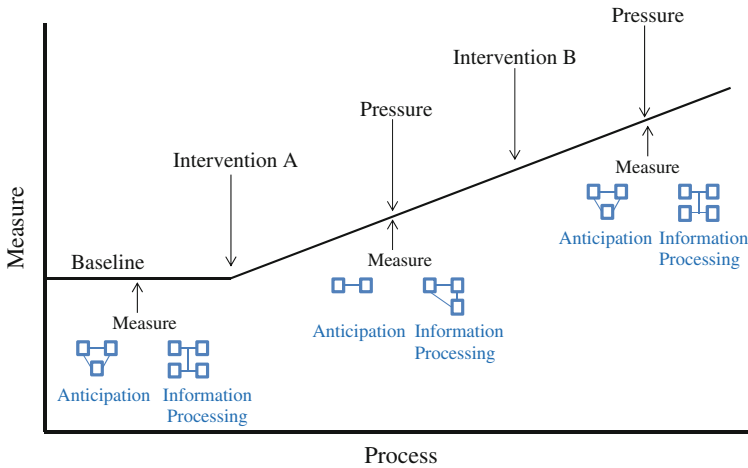 Pressure
Intervention B
Pressure
Intervention A
Measure
Measure
Anticipation Information
Processing
Baseline
Measure
Anticipation Information
Processing
Measure
Anticipation Information
Processing
Process